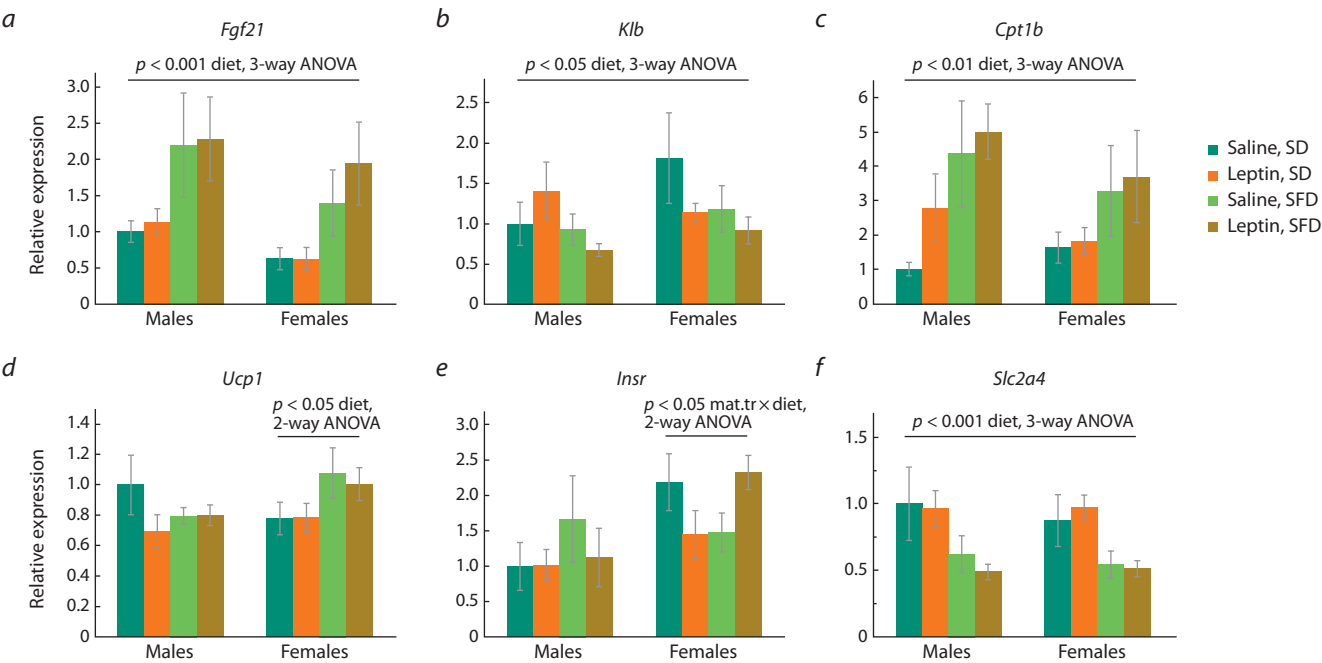 a
Fgf21
p < 0.001 diet, 3-way ANOVA
Relative expression
3.0
2.5
2.0
1.5
1.0
0.5
0
Males
Females
b
Klb
p < 0.05 diet, 3-way ANOVA
2.5
2.0
1.5
1.0
0.5
0
Males
Females
c
Cpt1b
p < 0.01 diet, 3-way ANOVA
6
5
4
3
2
1
0
Males
Females
Saline, SD
Leptin, SD
Saline, SFD
Leptin, SFD
d
Ucp1
p < 0.05 diet,
2-way ANOVA
Relative expression
1.4
1.2
1.0
0.8
0.6
0.4
0.2
0
Males
Females
e
Insr
p < 0.05 mat.tr × diet,
2-way ANOVA
3.0
2.5
2.0
1.5
1.0
0.5
0
Males
Females
f
Slc2a4
p < 0.001 diet, 3-way ANOVA
1.5
1.0
0.5
0
Males
Females